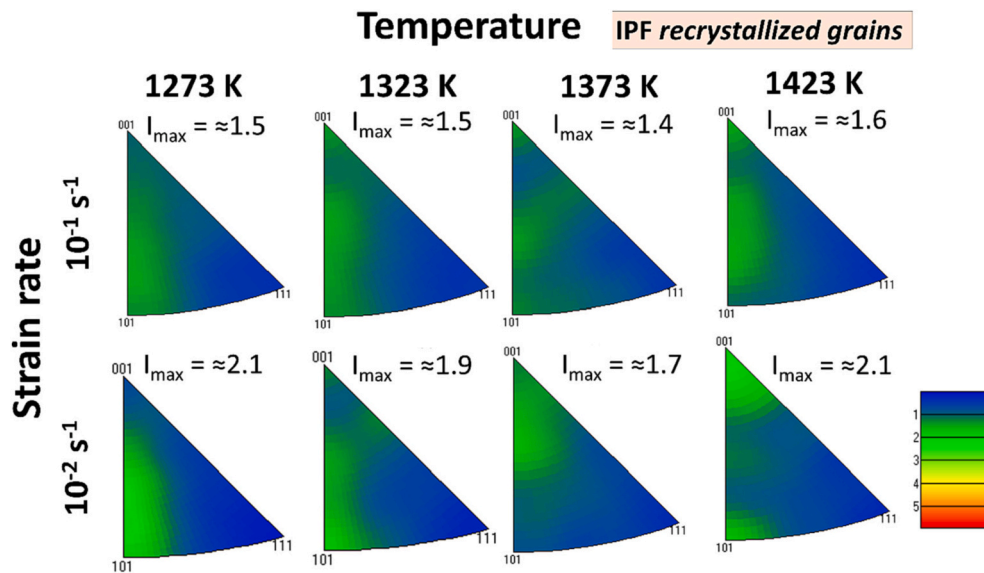 Temperature
IPF recrystallized grains
1273 K
1323 K
1373 K
1423 K
Strain rate
10⁻¹ s⁻¹
001
Iₘₐₓ = ≈1.5
101
111
001
Iₘₐₓ = ≈1.5
101
111
001
Iₘₐₓ = ≈1.4
101
111
001
Iₘₐₓ = ≈1.6
101
111
10⁻² s⁻¹
001
Iₘₐₓ = ≈2.1
101
111
001
Iₘₐₓ = ≈1.9
101
111
001
Iₘₐₓ = ≈1.7
101
111
001
Iₘₐₓ = ≈2.1
101
111
1
2
3
4
5